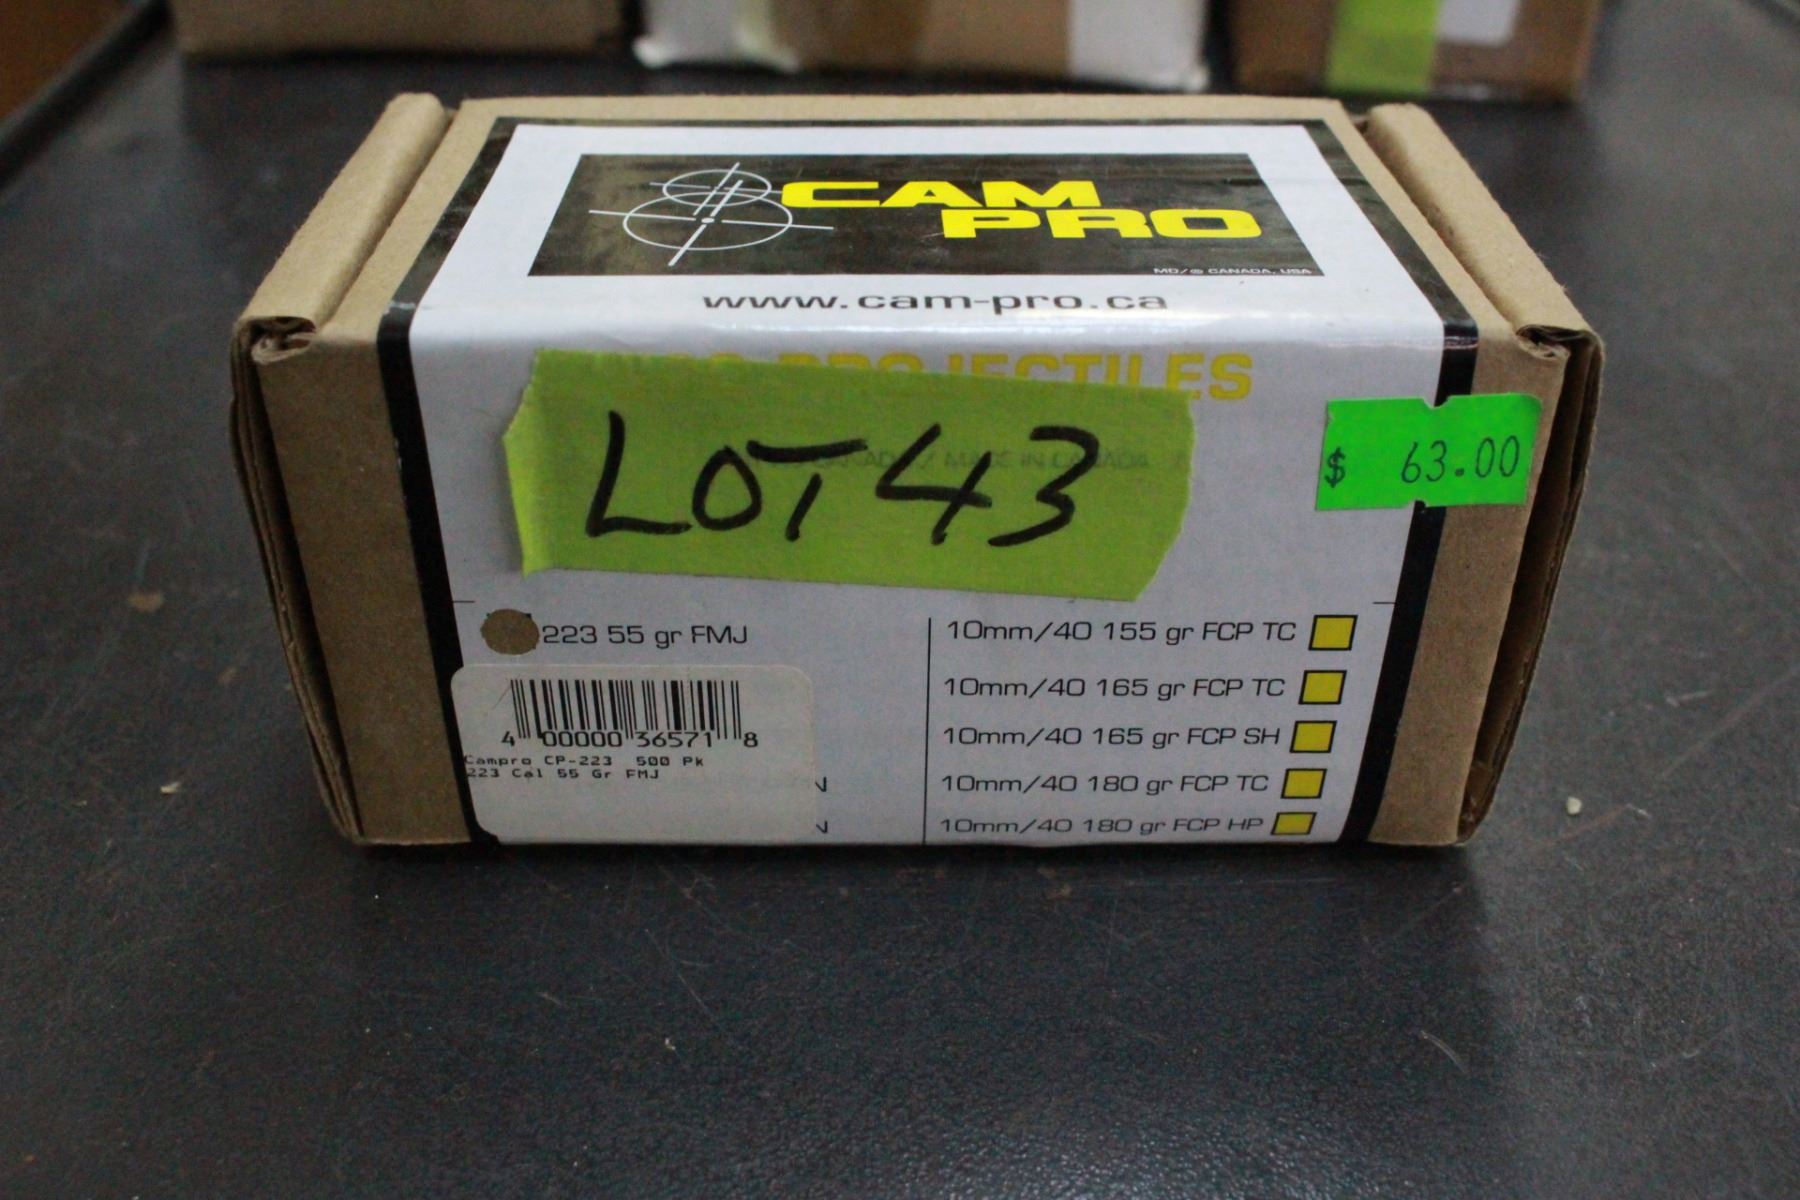 CAM
PRO
MD/® CANADA, USA
www.cam-pro.ca
PROJECTILES
MADE IN CANADA
LOT 43
$ 63.00
223 55 gr FMJ
4 00000 36571 8
Campro CP-223 500 Pk
223 Cal 55 Gr FMJ
N
N
10mm/40 155 gr FCP TC
10mm/40 165 gr FCP TC
10mm/40 165 gr FCP SH
10mm/40 180 gr FCP TC
10mm/40 180 gr FCP HP